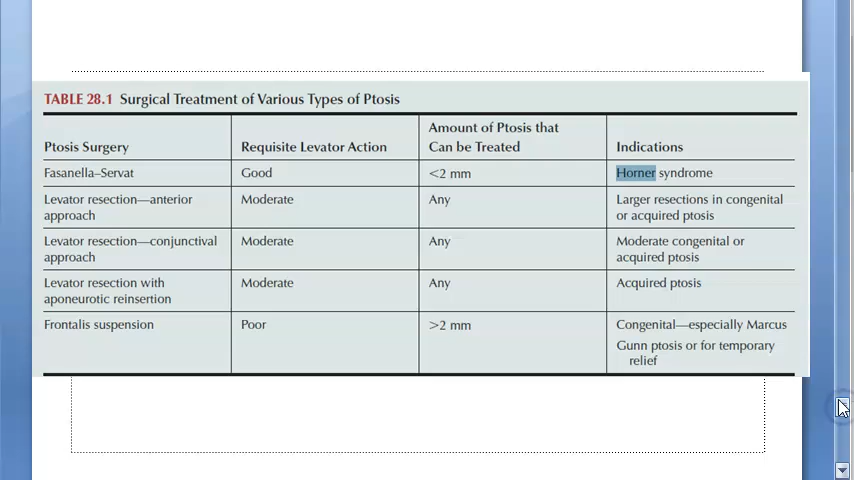 TABLE 28.1 Surgical Treatment of Various Types of Ptosis
Ptosis Surgery
Requisite Levator Action
Amount of Ptosis that
Can be Treated
Indications
Fasanella–Servat
Good
<2 mm
Horner syndrome
Levator resection—anterior
approach
Moderate
Any
Larger resections in congenital
or acquired ptosis
Levator resection—conjunctival
approach
Moderate
Any
Moderate congenital or
acquired ptosis
Levator resection with
aponeurotic reinsertion
Moderate
Any
Acquired ptosis
Frontalis suspension
Poor
>2 mm
Congenital—especially Marcus
Gunn ptosis or for temporary
relief